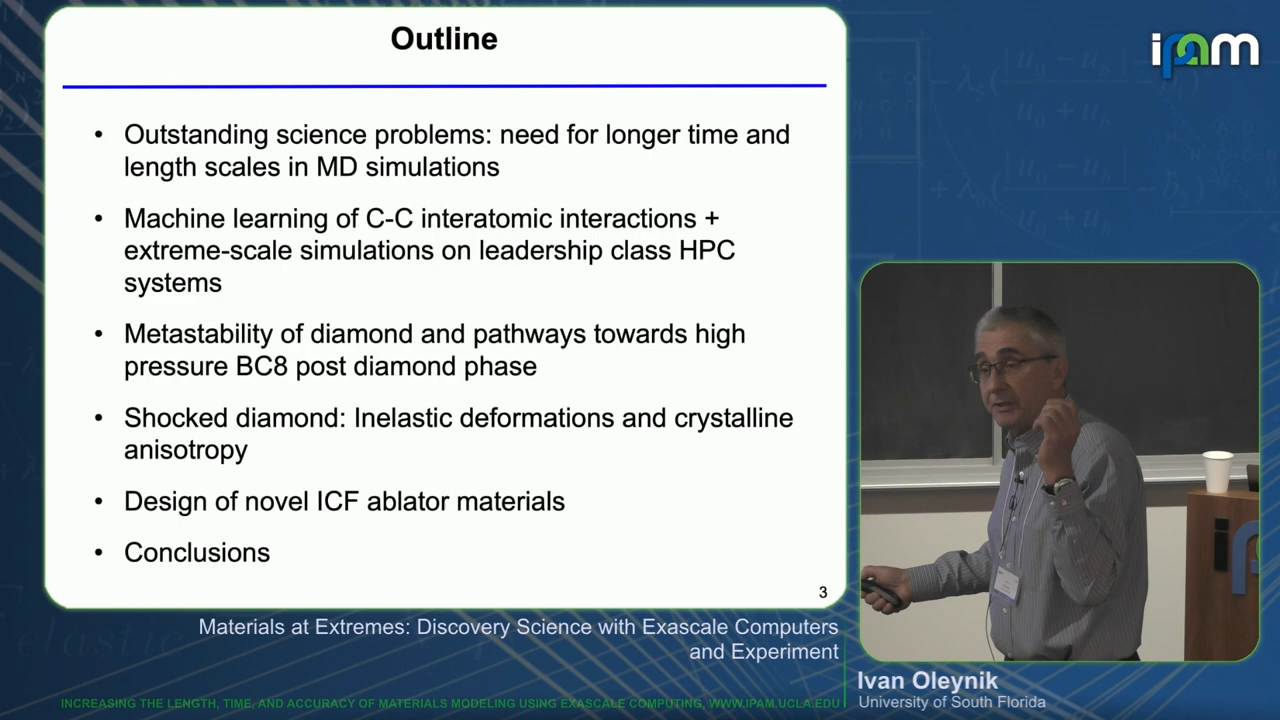 Outline
• Outstanding science problems: need for longer time and
length scales in MD simulations
• Machine learning of C-C interatomic interactions +
extreme-scale simulations on leadership class HPC
systems
• Metastability of diamond and pathways towards high
pressure BC8 post diamond phase
• Shocked diamond: Inelastic deformations and crystalline
anisotropy
• Design of novel ICF ablator materials
• Conclusions
3
ipam
Materials at Extremes: Discovery Science with Exascale Computers
and Experiment
Ivan Oleynik
University of South Florida
INCREASING THE LENGTH, TIME, AND ACCURACY OF MATERIALS MODELING USING EXASCALE COMPUTING, WWW.IPAM.UCLA.EDU